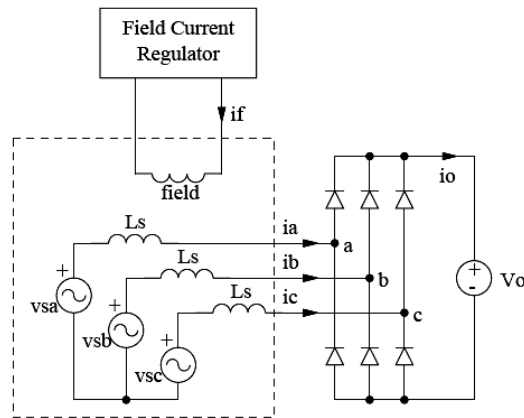 Field Current
Regulator
if
field
Ls
ia
a
io
+
Ls
ib
b
+
-
Vo
vsa
+
Ls
ic
c
vsb
+
vsc